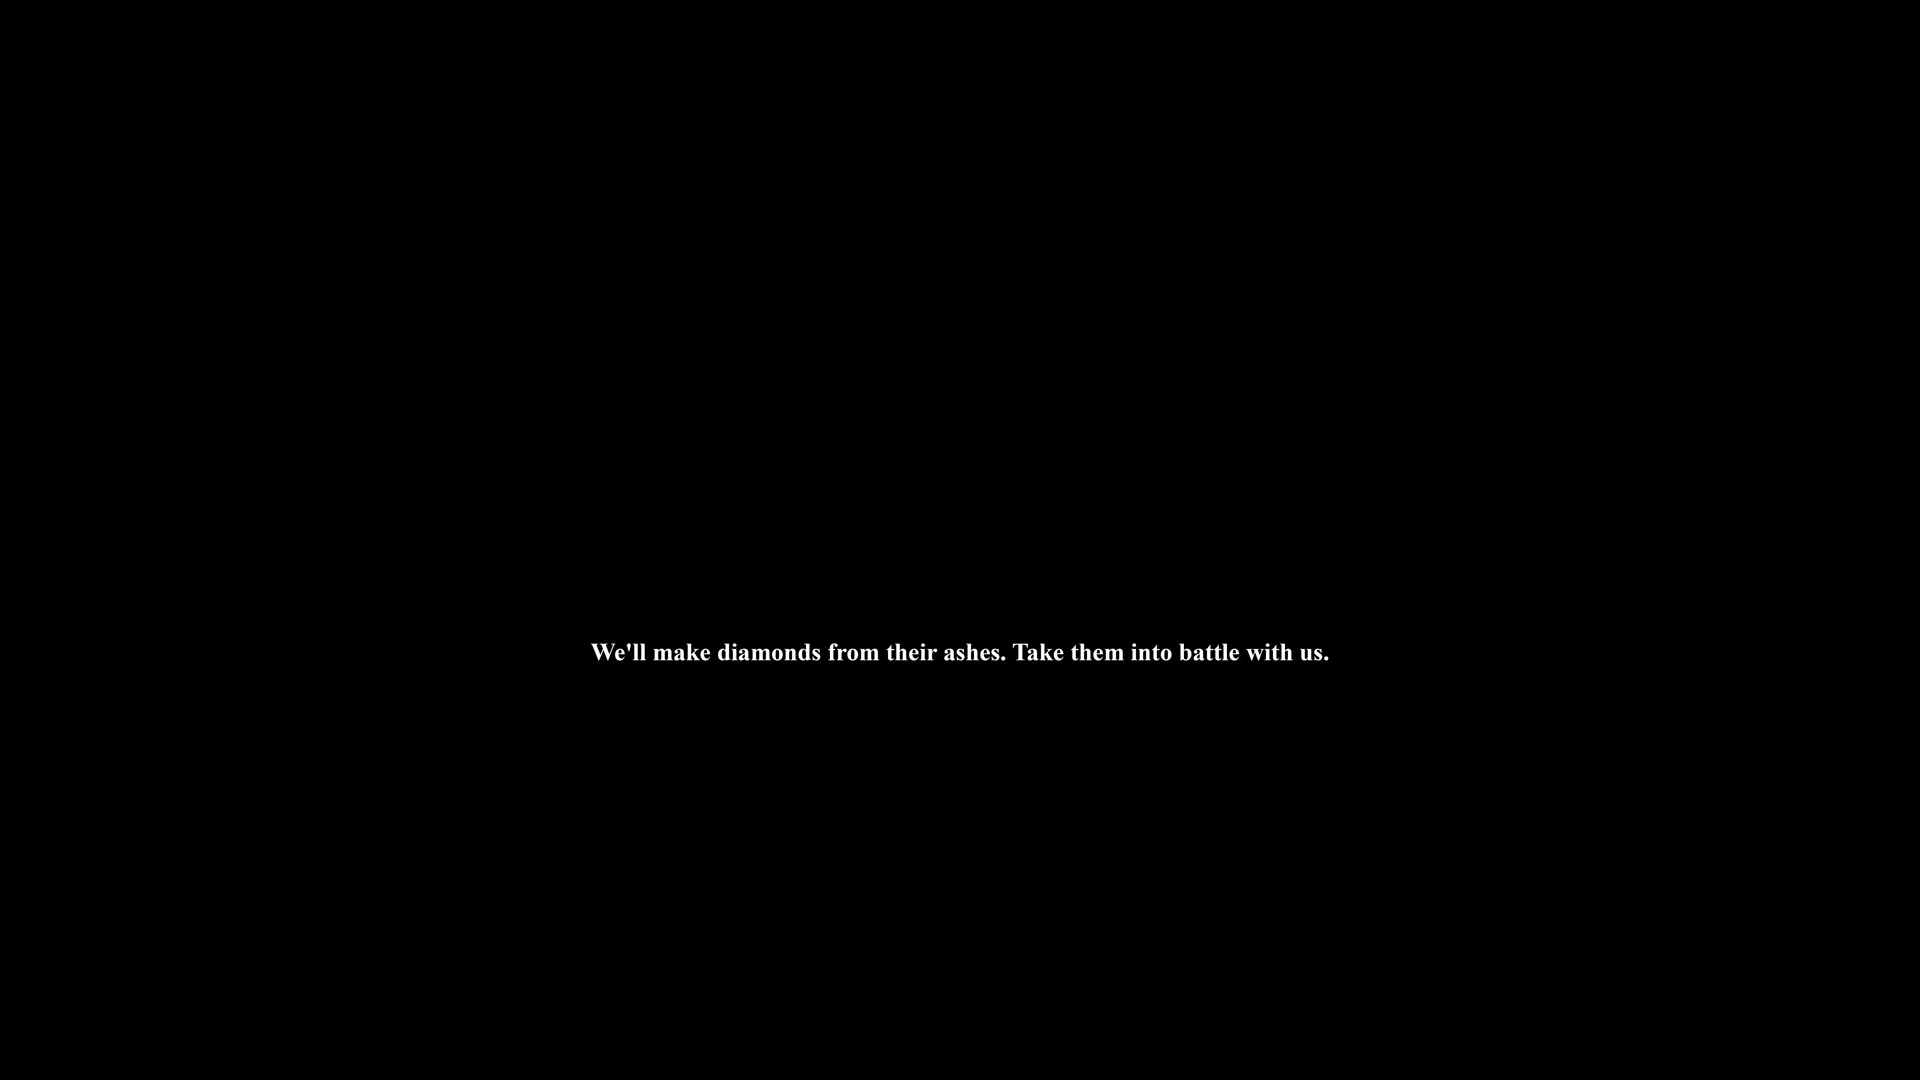 We'll make diamonds from their ashes. Take them into battle with us.